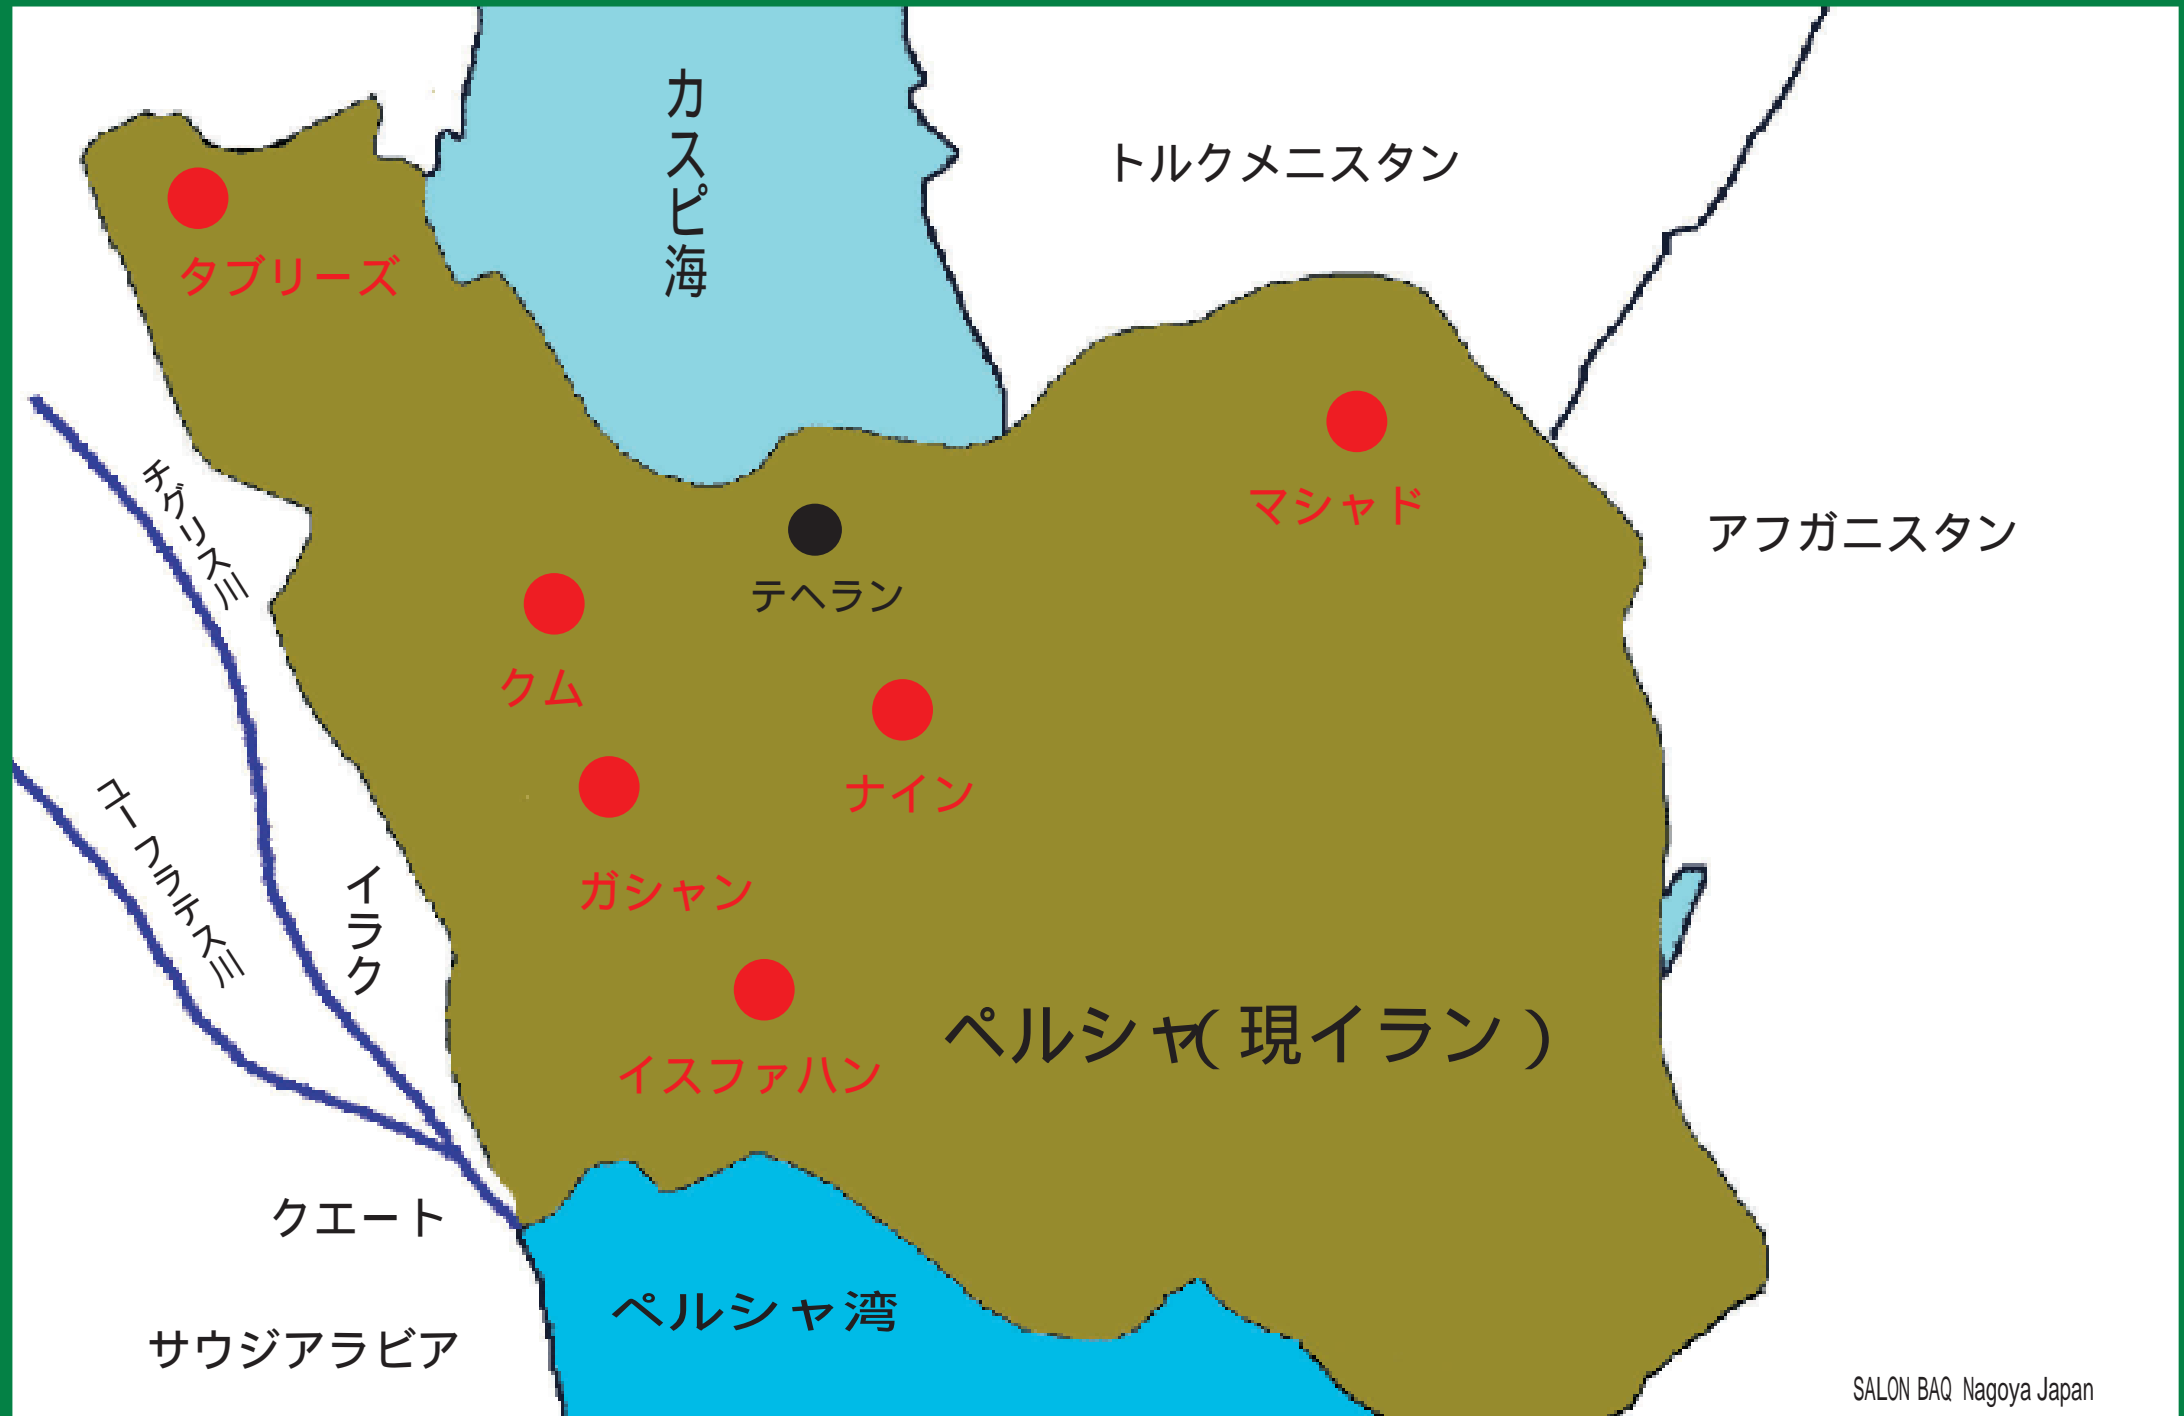 カスピ海
トルクメニスタン
タブリーズ
マシャド
アフガニスタン
チグリス川
テヘラン
クム
ナイン
ユーフラテス川
ガシャン
イラク
ペルシャ(現イラン)
イスファハン
クエート
ペルシャ湾
サウジアラビア
SALON BAQ Nagoya Japan